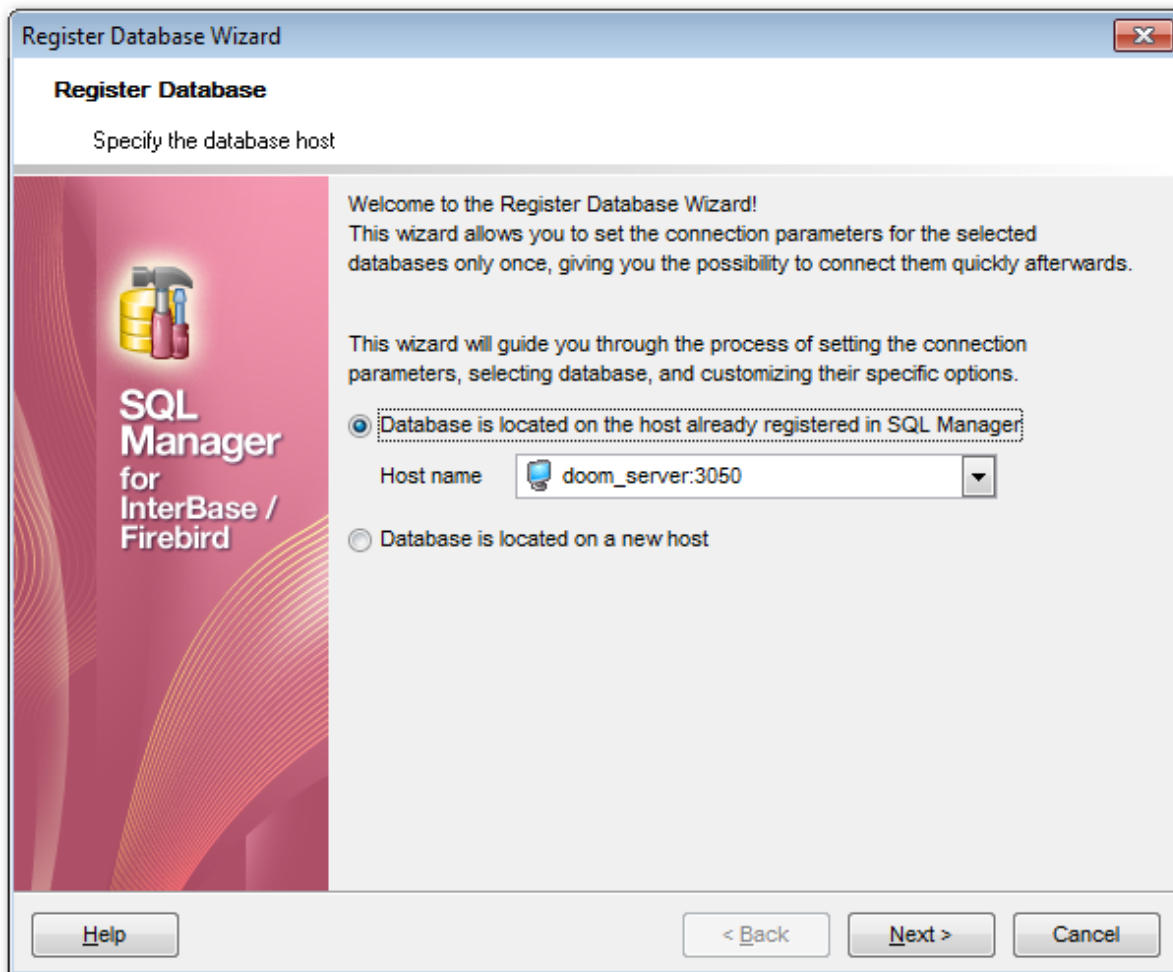 Register Database Wizard
Register Database
Specify the database host
Welcome to the Register Database Wizard!
This wizard allows you to set the connection parameters for the selected
databases only once, giving you the possibility to connect them quickly afterwards.
This wizard will guide you through the process of setting the connection
parameters, selecting database, and customizing their specific options.
SQL
Manager
for
InterBase /
Firebird
Database is located on the host already registered in SQL Manager
Host name doom_server:3050
Database is located on a new host
Help < Back Next > Cancel